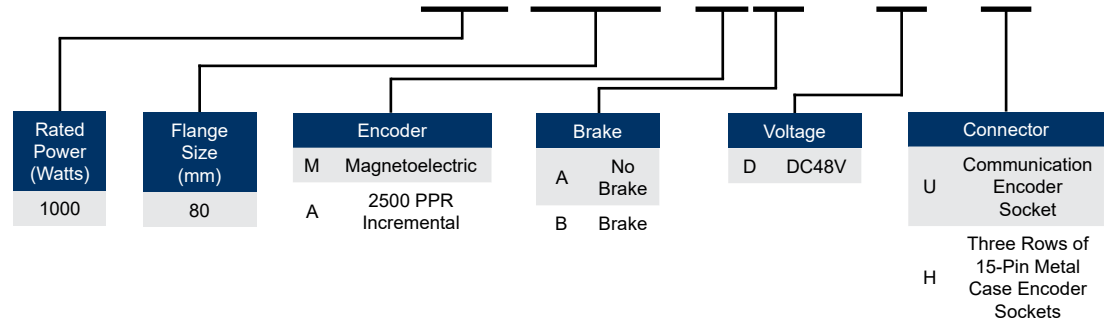 Rated
Power
(Watts)
1000
Flange
Size
(mm)
80
Encoder
M Magnetoelectric
A 2500 PPR
Incremental
Brake
A No
Brake
B Brake
Voltage
D DC48V
Connector
U Communication
Encoder
Socket
H Three Rows of
15-Pin Metal
Case Encoder
Sockets